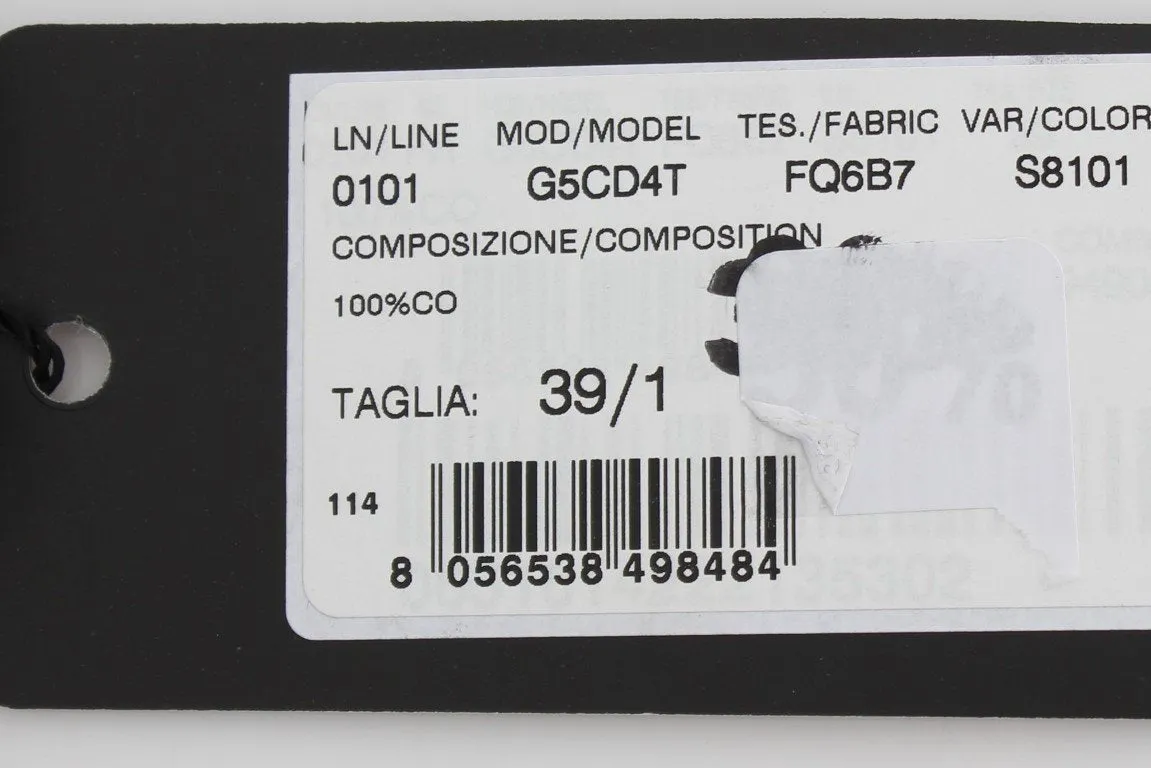 LN/LINE MOD/MODEL TES./FABRIC VAR/COLOR
0101 G5CD4T FQ6B7 S8101
COMPOSIZIONE/COMPOSITION
100%CO
TAGLIA: 39/1
114
8 056538 498484